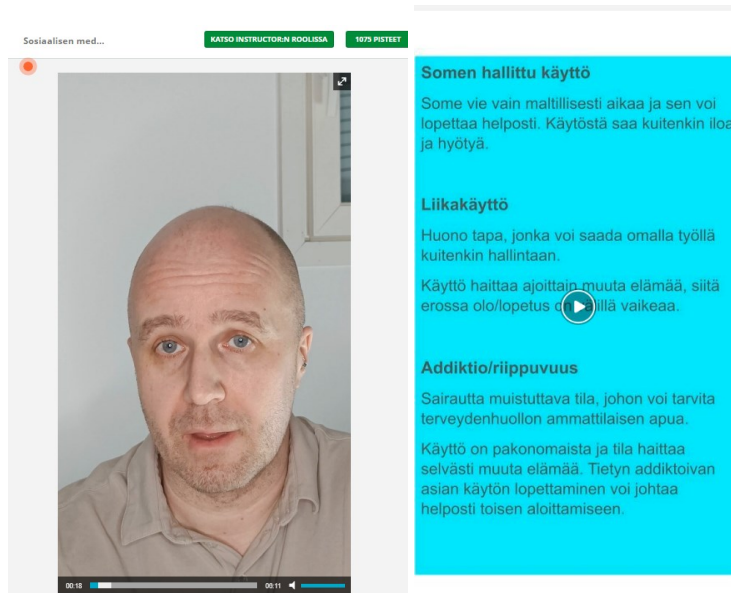 Sosiaalisen med...
KATSO INSTRUCTOR:N ROOLISSA
1075 PISTEET
00:18
00:11
Somen hallittu käyttö
Some vie vain maltillisesti aikaa ja sen voi
lopettaa helposti. Käytöstä saa kuitenkin iloa
ja hyötyä.
Liikakäyttö
Huono tapa, jonka voi saada omalla työllä
kuitenkin hallintaan.
Käyttö haittaa ajoittain muuta elämää, siitä
erossa olo/lopetus vaikeaa.
Addiktio/riippuvuus
Sairautta muistuttava tila, johon voi tarvita
terveydenhuollon ammattilaisen apua.
Käyttö on pakonomaista ja tila haittaa
selvästi muuta elämää. Tietyn addiktoivan
asian käytön lopettaminen voi johtaa
helposti toisen aloittamiseen.